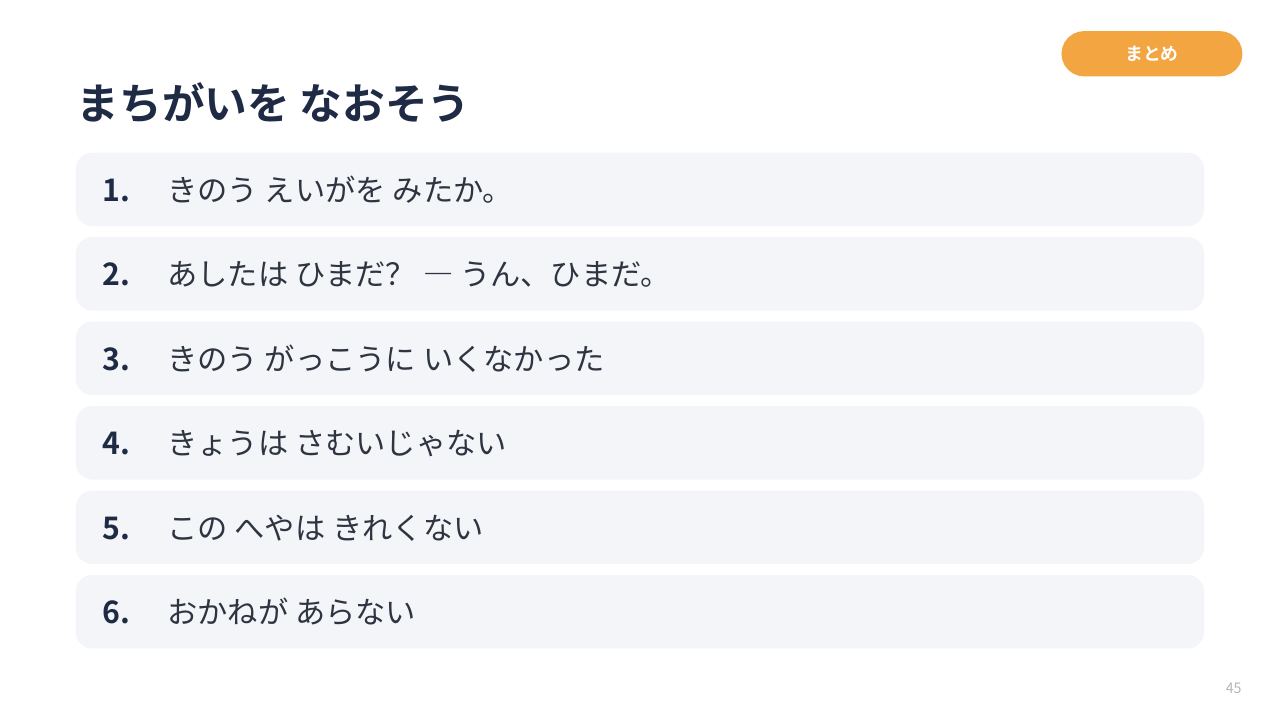 まとめ
まちがいを なおそう
1. きのう えいがを みたか。
2. あしたは ひまだ？ ― うん、ひまだ。
3. きのう がっこうに いくなかった
4. きょうは さむいじゃない
5. この へやは きれくない
6. おかねが あらない
45